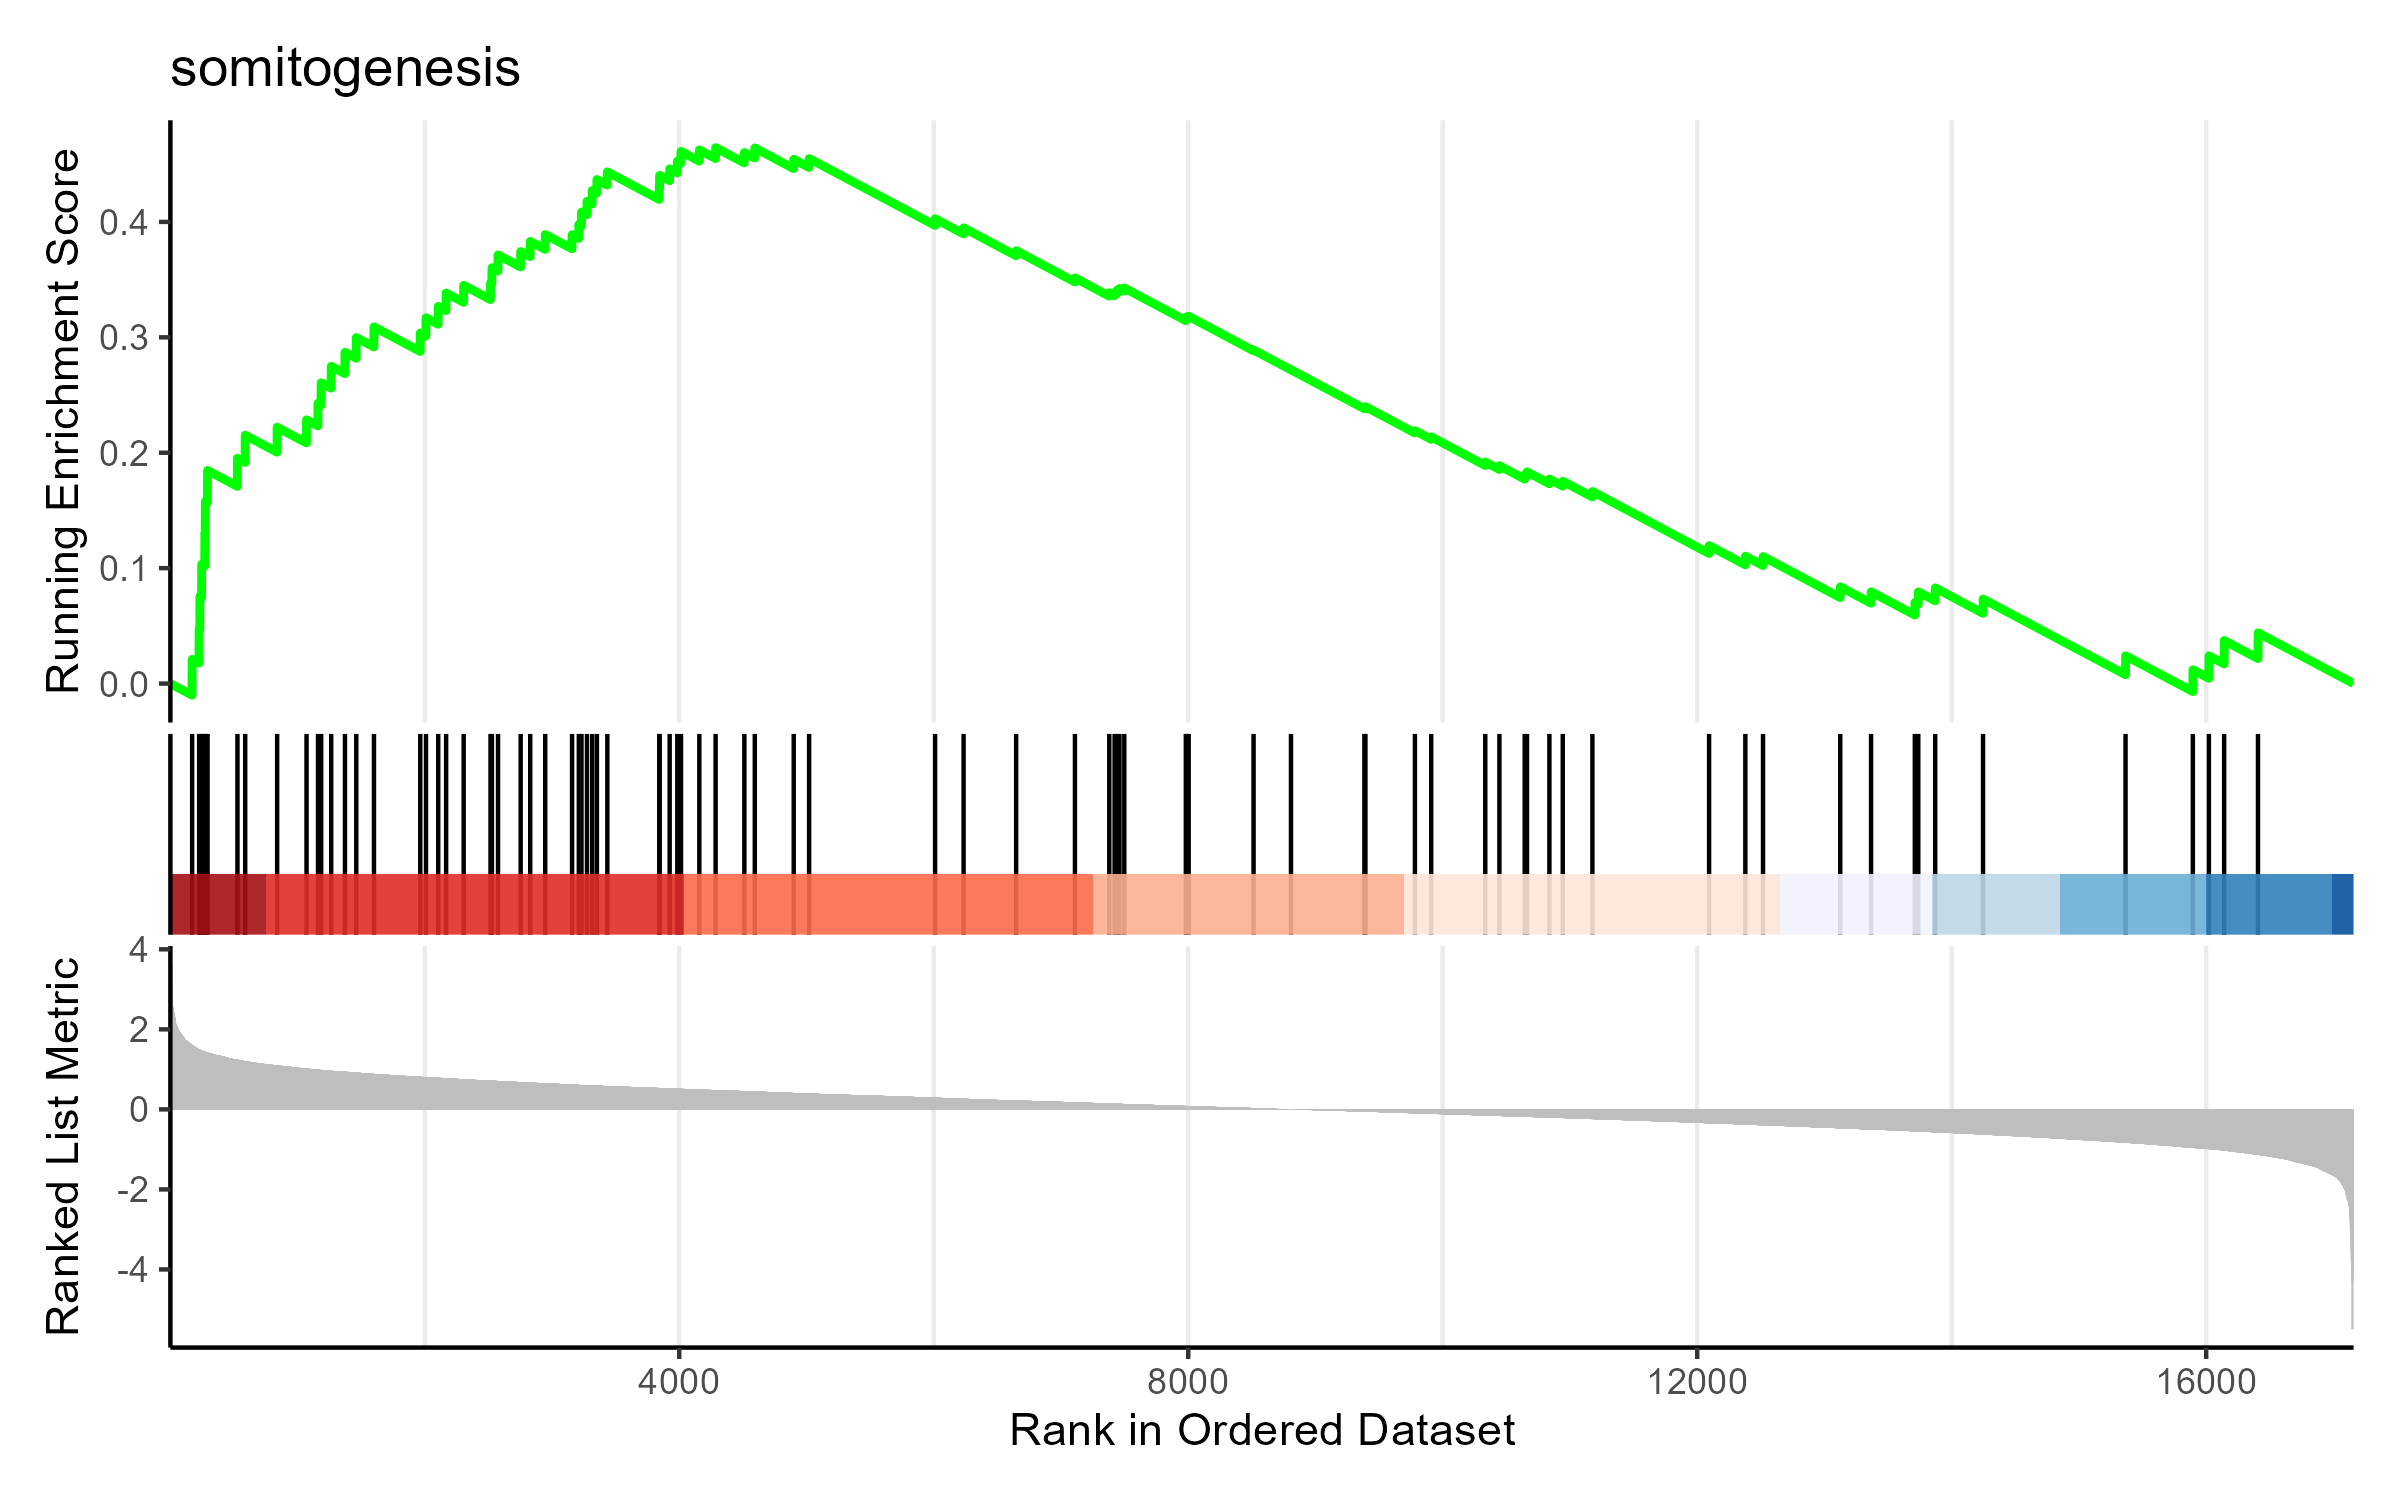 somitogenesis
Running Enrichment Score
0.4
0.3
0.2
0.1
0.0
Ranked List Metric
4
2
0
-2
-4
4000 8000 12000 16000
Rank in Ordered Dataset